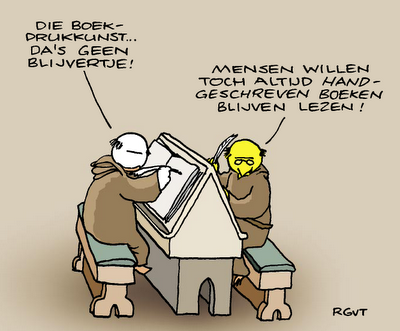 DIE BOEK-
DRUKKUNST...
DA'S GEEN
BLIJVERTJE!
MENSEN WILLEN
TOCH ALTIJD HAND-
GESCHREVEN BOEKEN
BLIJVEN LEZEN!
RGVT